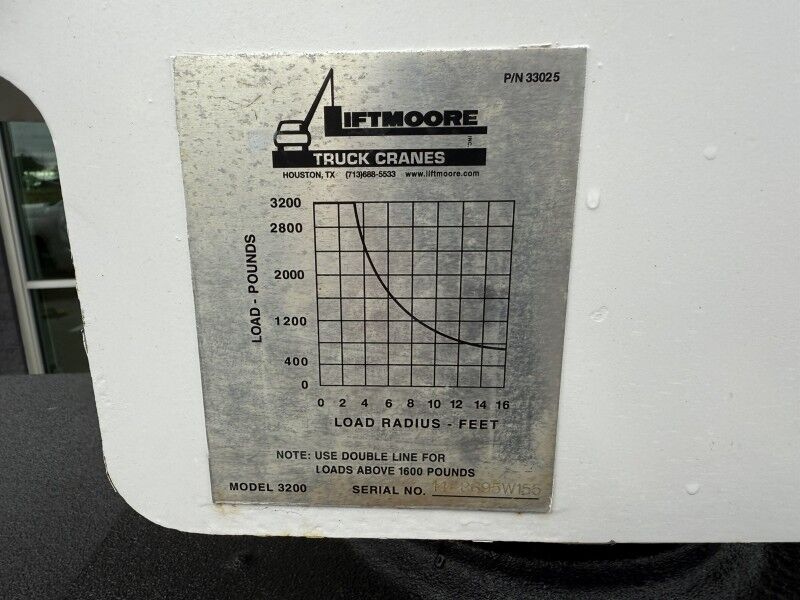 P/N 33025
LIFTMOORE INC.
TRUCK CRANES
HOUSTON, TX (713)688-5533 www.liftmoore.com
LOAD - POUNDS
3200
2800
2000
1200
400
0
0 2 4 6 8 10 12 14 16
LOAD RADIUS - FEET
NOTE: USE DOUBLE LINE FOR
LOADS ABOVE 1600 POUNDS
MODEL 3200 SERIAL NO.